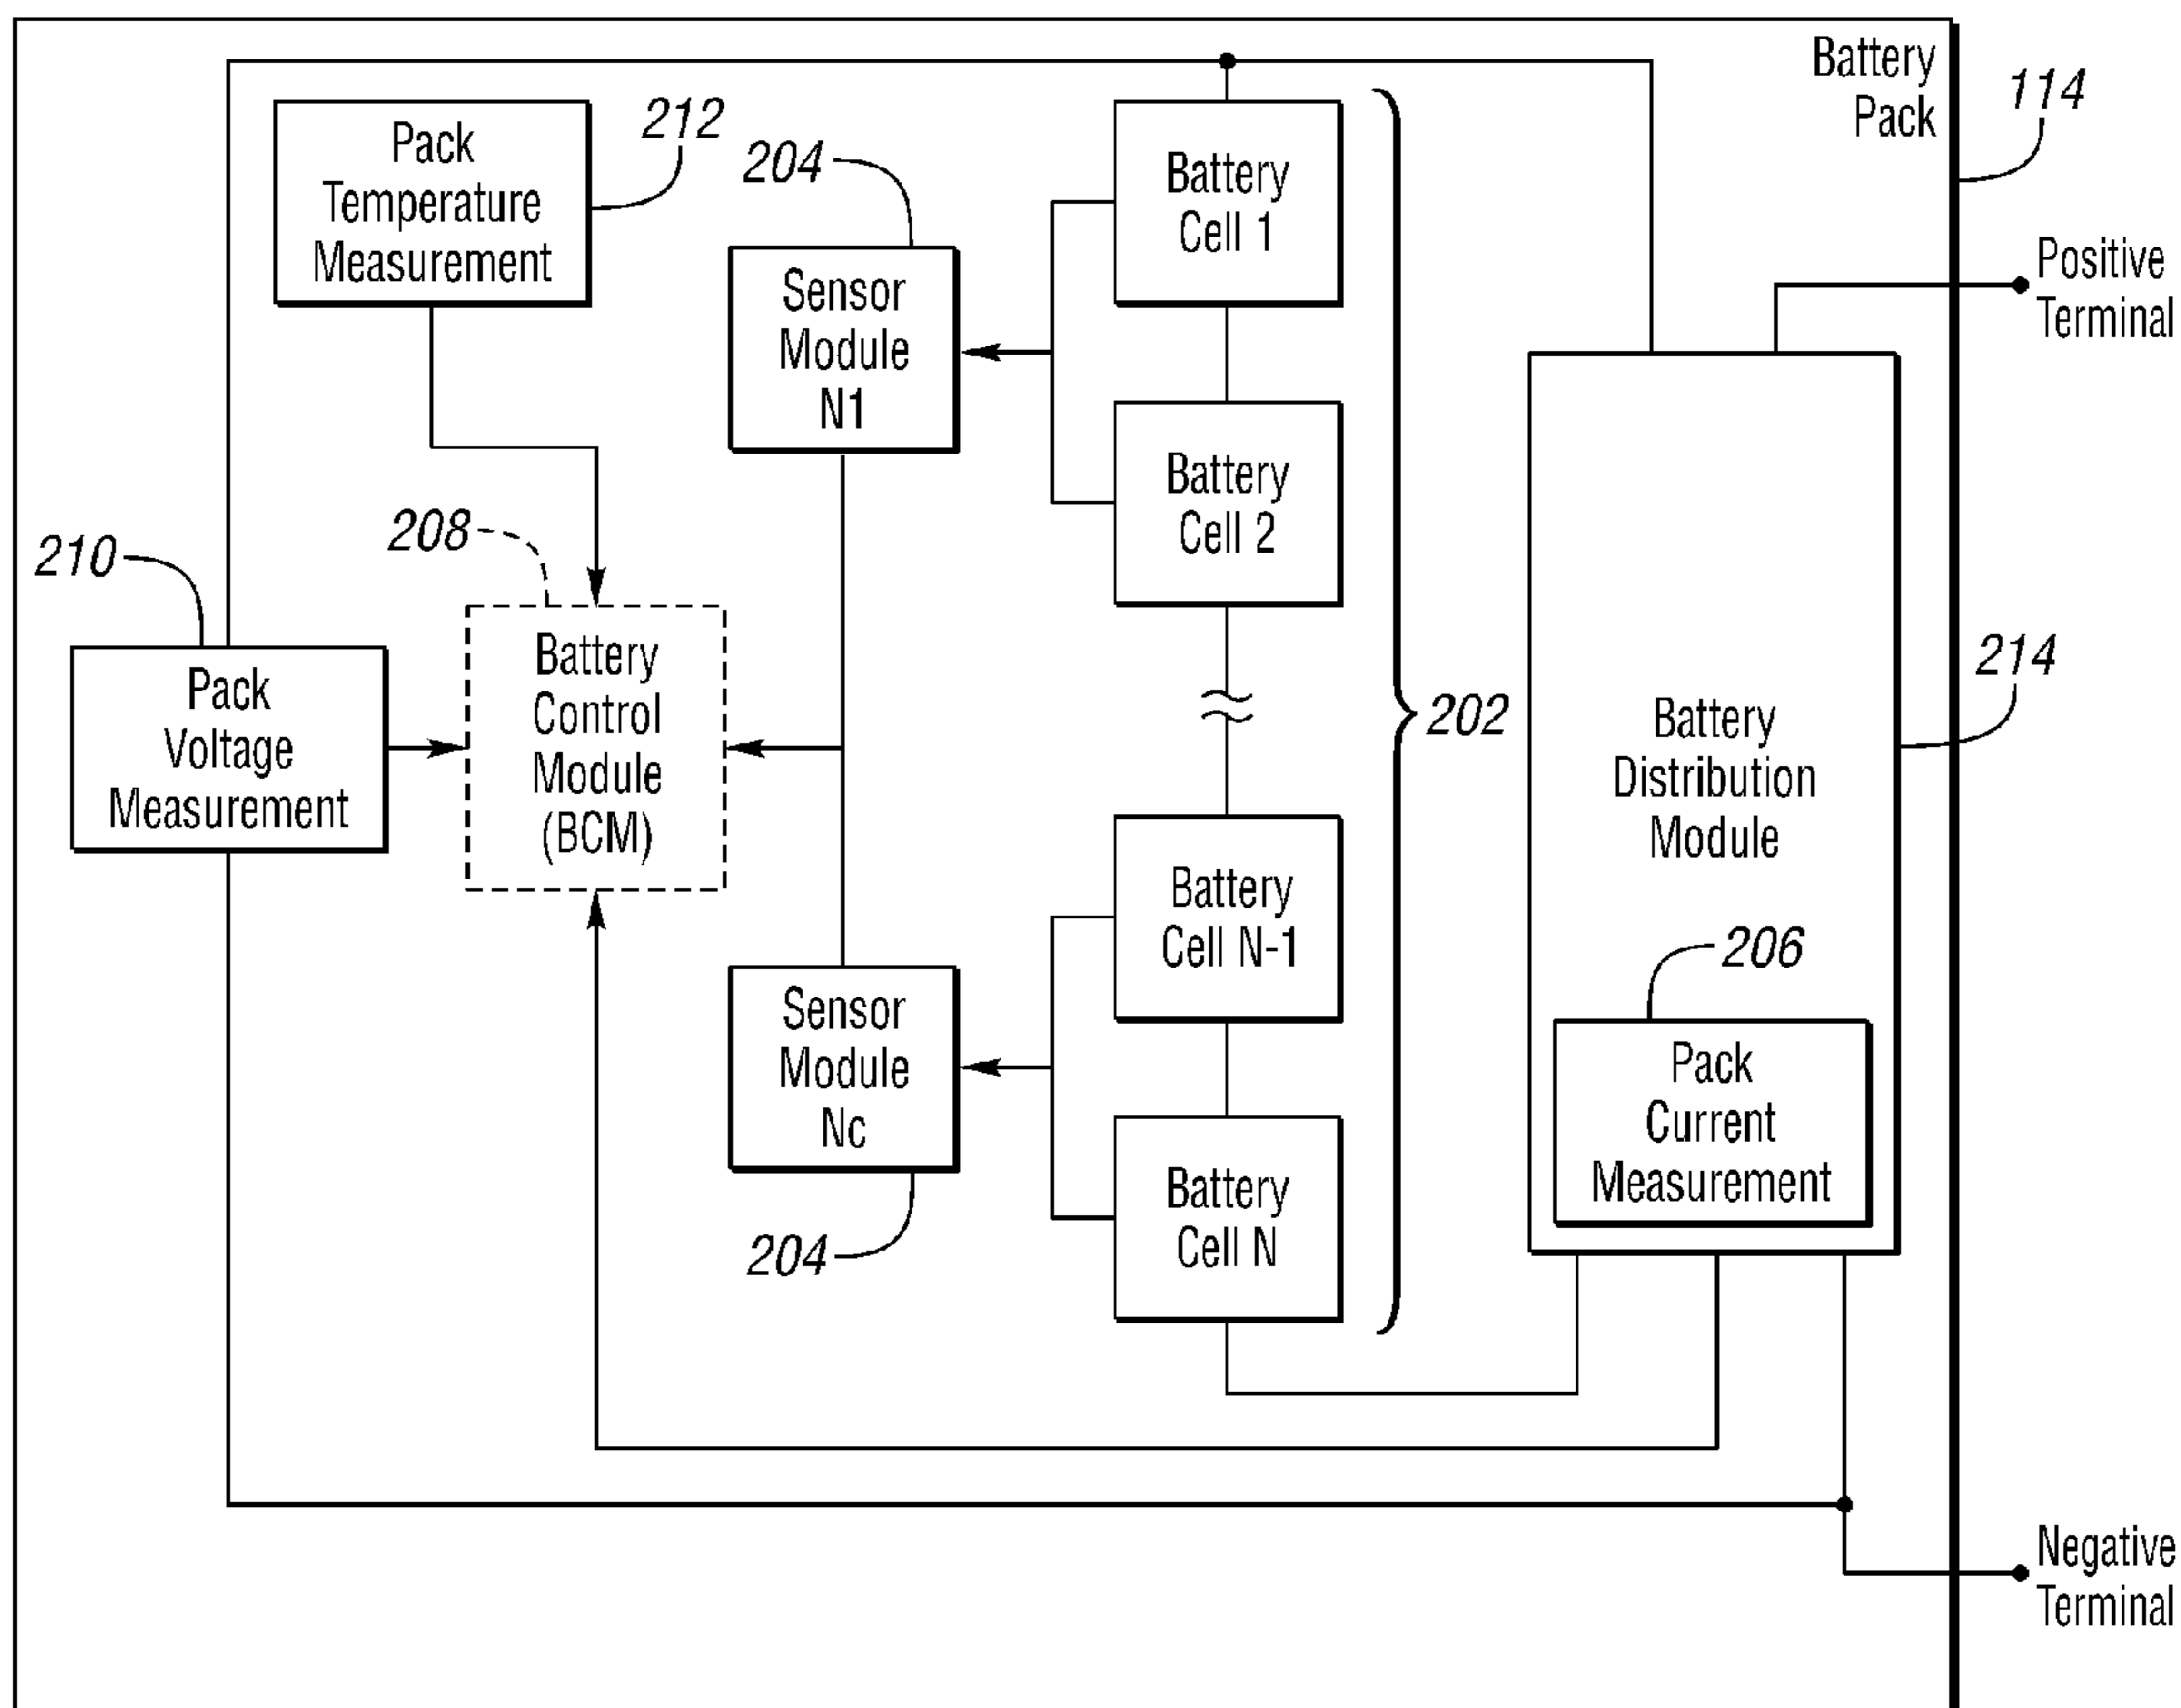 Battery
Pack
114
Pack
Temperature
Measurement
212
204
Battery
Cell 1
Positive
Terminal
Sensor
Module
N1
Battery
Cell 2
208
210
Battery
Control
Module
(BCM)
Pack
Voltage
Measurement
202
214
Battery
Distribution
Module
Battery
Cell N-1
206
Sensor
Module
Nc
Pack
Current
Measurement
Battery
Cell N
204
Negative
Terminal